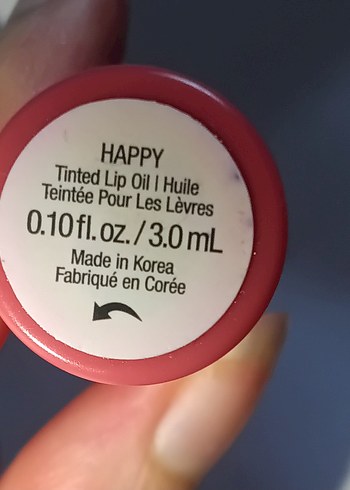 HAPPY
Tinted Lip Oil | Huile
Teintée Pour Les Lèvres
0.10 fl. oz. / 3.0 mL
Made in Korea
Fabriqué en Corée